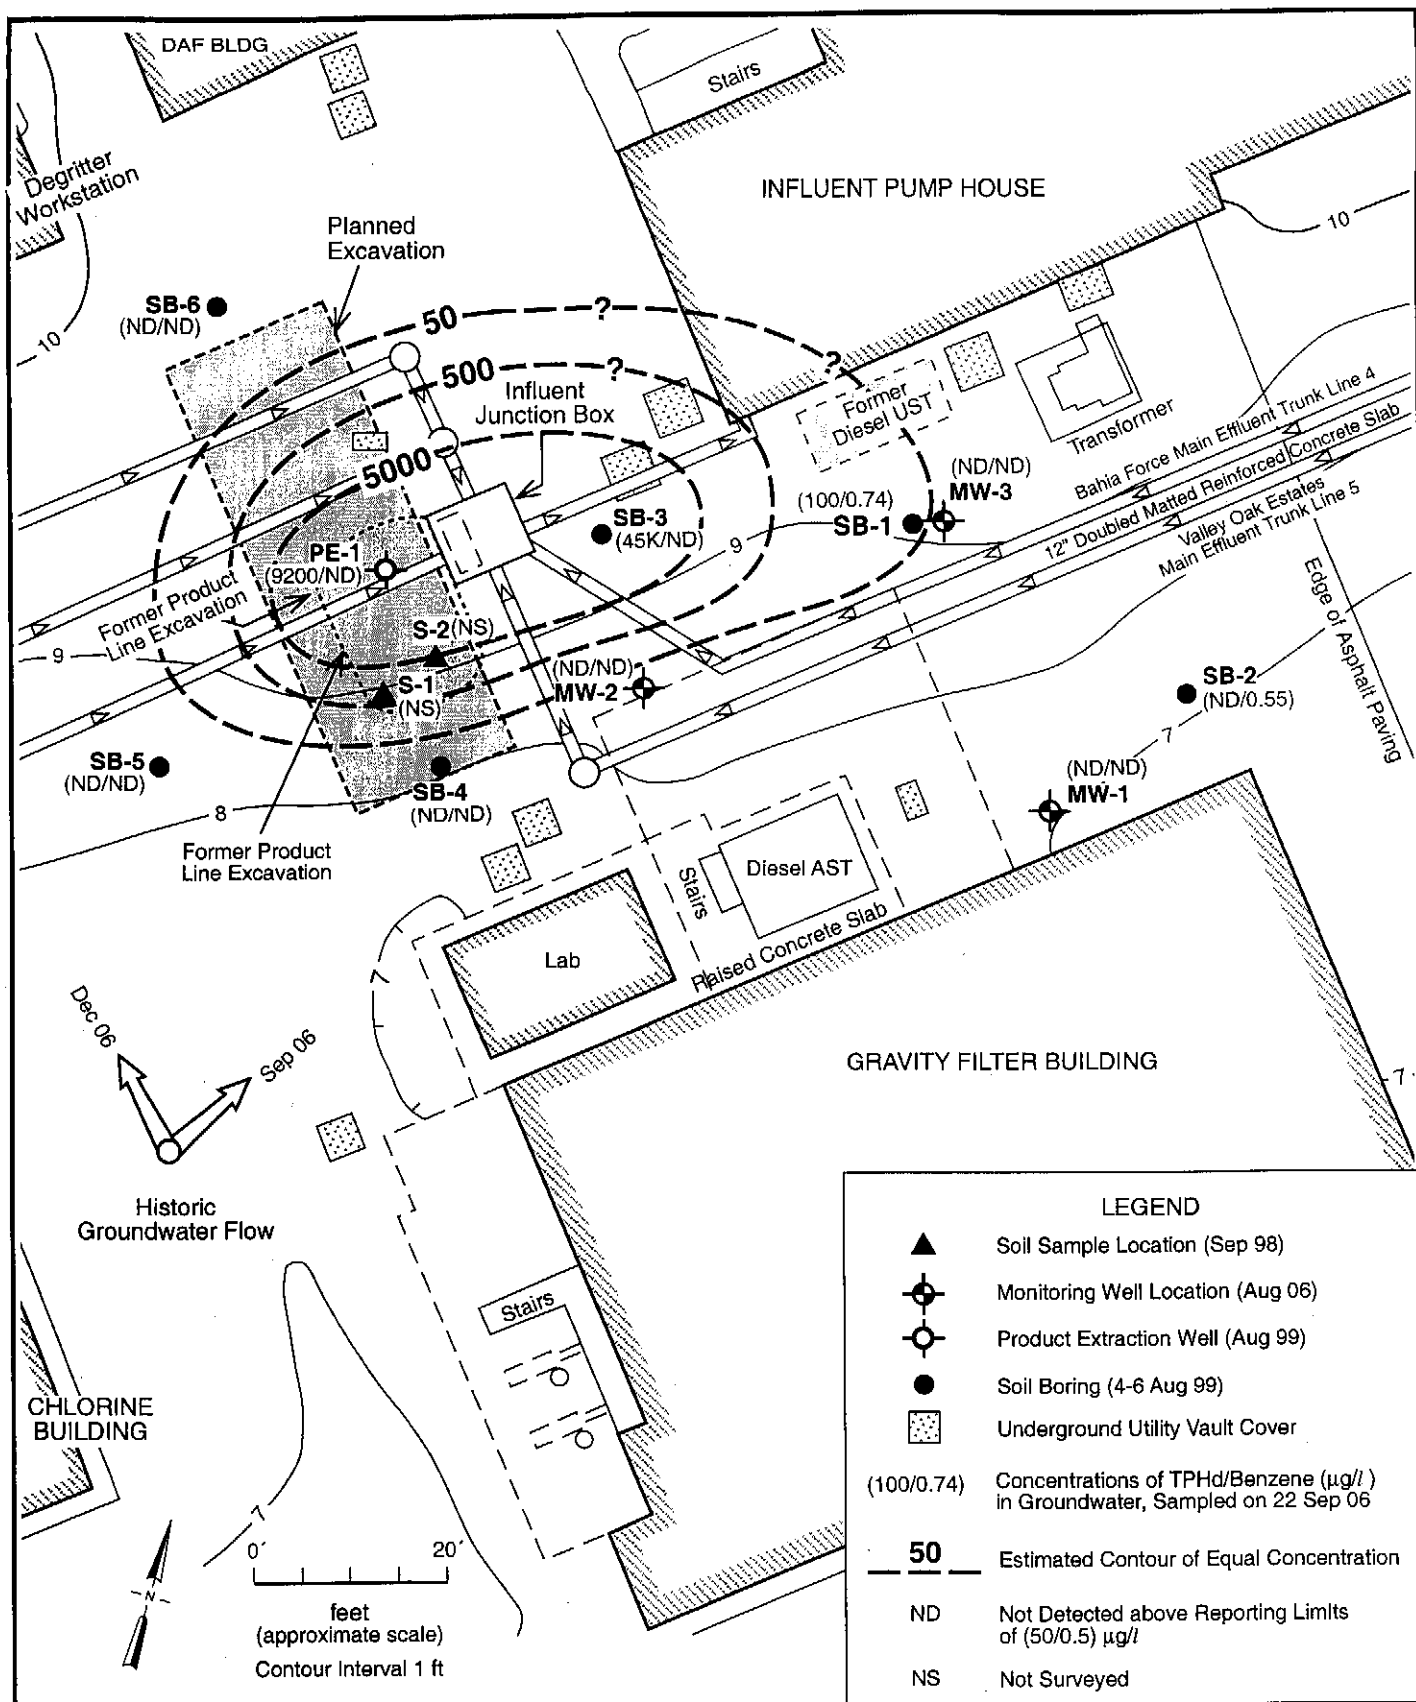 DAF BLDG
Stairs
Degritter
Workstation
INFLUENT PUMP HOUSE
Planned
Excavation
10
10
SB-6
(ND/ND)
50
?
?
500
?
Influent
Junction Box
Former
Diesel UST
Transformer
Bahia Force Main Effluent Trunk Line 4
12" Doubled Matted Reinforced Concrete Slab
Valley Oak Estates
Main Effluent Trunk Line 5
5000
(ND/ND)
MW-3
(100/0.74)
SB-1
SB-3
(45K/ND)
9
PE-1
(9200/ND)
Former Product
Line Excavation
Edge of Asphalt Paving
S-2 (NS)
9
S-1
(NS)
(ND/ND)
MW-2
SB-2
(ND/0.55)
7
SB-5
(ND/ND)
SB-4
(ND/ND)
(ND/ND)
MW-1
8
Former Product
Line Excavation
Stairs
Diesel AST
Raised Concrete Slab
Lab
7
Dec 06
Sep 06
GRAVITY FILTER BUILDING
7
Historic
Groundwater Flow
Stairs
CHLORINE
BUILDING
7
N
0´ 20´
feet
(approximate scale)
Contour Interval 1 ft
LEGEND
Soil Sample Location (Sep 98)
Monitoring Well Location (Aug 06)
Product Extraction Well (Aug 99)
Soil Boring (4-6 Aug 99)
Underground Utility Vault Cover
(100/0.74) Concentrations of TPHd/Benzene (μg/l)
in Groundwater, Sampled on 22 Sep 06
50 Estimated Contour of Equal Concentration
ND Not Detected above Reporting Limits
of (50/0.5) μg/l
NS Not Surveyed